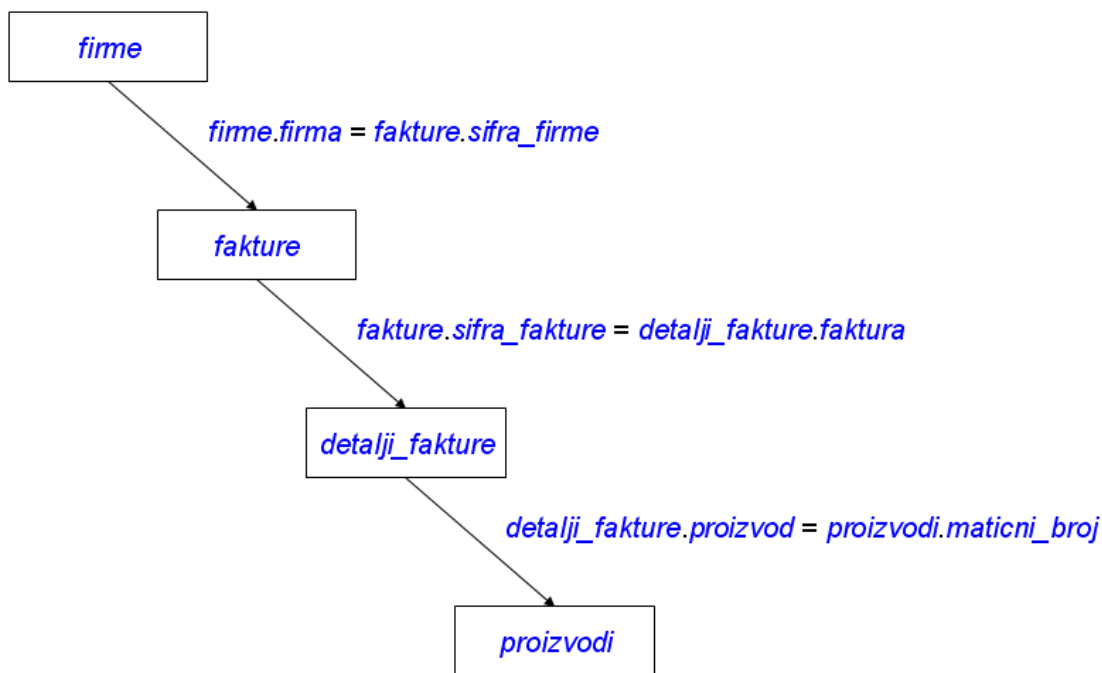 firme
firme.firma = fakture.sifra_firme
fakture
fakture.sifra_fakture = detalji_fakture.faktura
detalji_fakture
detalji_fakture.proizvod = proizvodi.maticni_broj
proizvodi